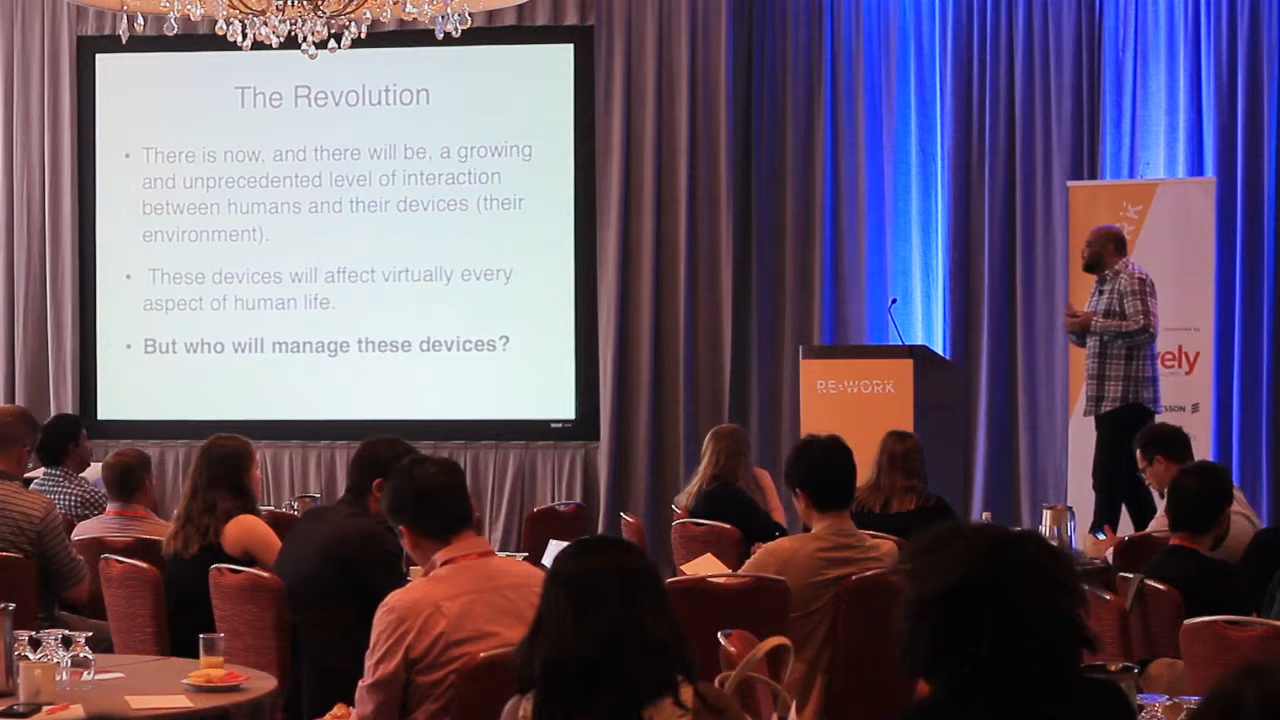 The Revolution
• There is now, and there will be, a growing
and unprecedented level of interaction
between humans and their devices (their
environment).
• These devices will affect virtually every
aspect of human life.
• But who will manage these devices?
RE•WORK
RK
vely
SSON